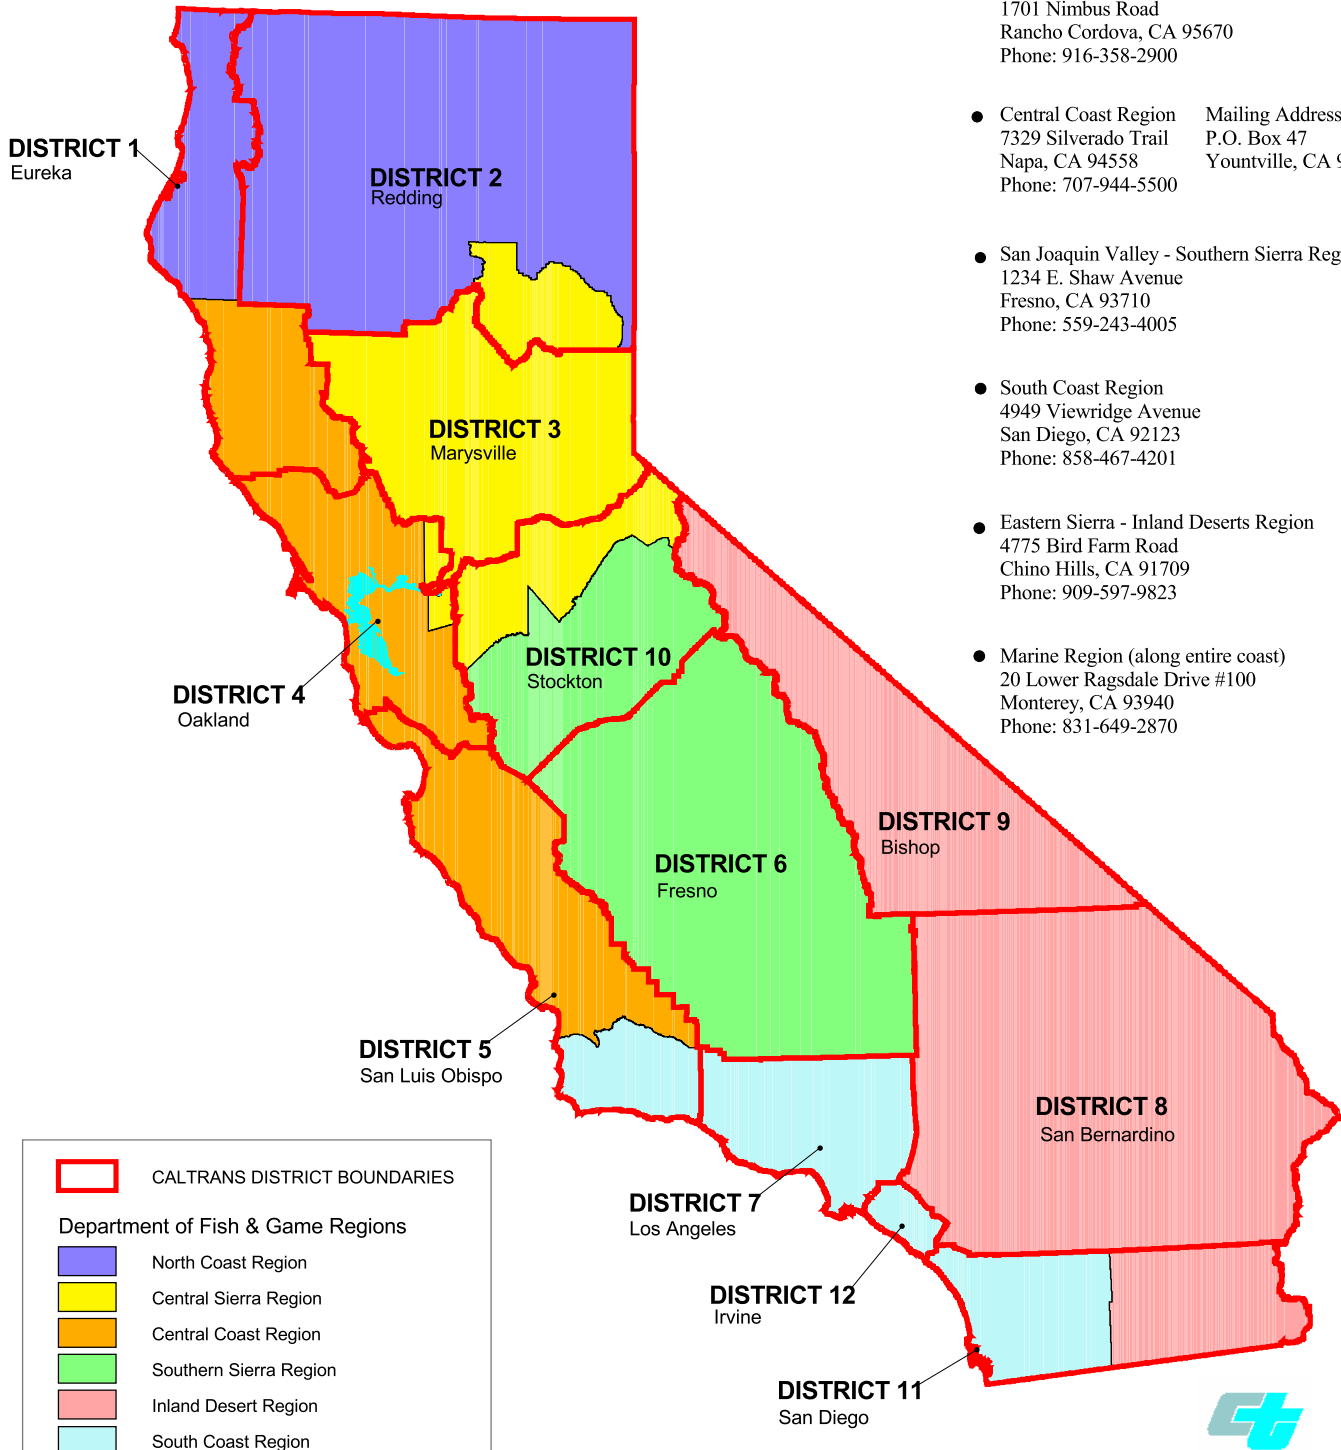 1701 Nimbus Road
Rancho Cordova, CA 95670
Phone: 916-358-2900
Central Coast Region
7329 Silverado Trail
Napa, CA 94558
Phone: 707-944-5500
Mailing Address
P.O. Box 47
Yountville, CA
San Joaquin Valley - Southern Sierra
1234 E. Shaw Avenue
Fresno, CA 93710
Phone: 559-243-4005
South Coast Region
4949 Viewridge Avenue
San Diego, CA 92123
Phone: 858-467-4201
Eastern Sierra - Inland Deserts Region
4775 Bird Farm Road
Chino Hills, CA 91709
Phone: 909-597-9823
Marine Region (along entire coast)
20 Lower Ragsdale Drive #100
Monterey, CA 93940
Phone: 831-649-2870
DISTRICT 1
Eureka
DISTRICT 2
Redding
DISTRICT 3
Marysville
DISTRICT 10
Stockton
DISTRICT 4
Oakland
DISTRICT 9
Bishop
DISTRICT 6
Fresno
DISTRICT 5
San Luis Obispo
DISTRICT 8
San Bernardino
DISTRICT 7
Los Angeles
DISTRICT 12
Irvine
DISTRICT 11
San Diego
CALTRANS DISTRICT BOUNDARIES
Department of Fish & Game Regions
North Coast Region
Central Sierra Region
Central Coast Region
Southern Sierra Region
Inland Desert Region
South Coast Region
ct